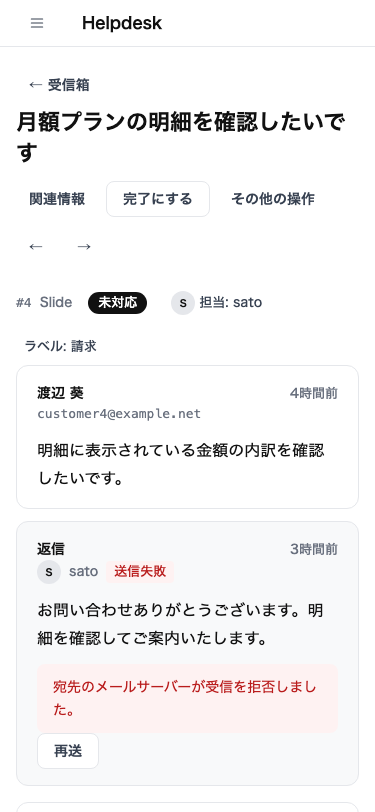 Helpdesk
← 受信箱
月額プランの明細を確認したいで
す
関連情報 完了にする その他の操作
← →
#4 Slide 未対応 s 担当: sato
ラベル: 請求
渡辺 葵 4時間前
customer4@example.net
明細に表示されている金額の内訳を確認
したいです。
返信 3時間前
s sato 送信失敗
お問い合わせありがとうございます。明
細を確認してご案内いたします。
宛先のメールサーバーが受信を拒否しまし
た。
再送